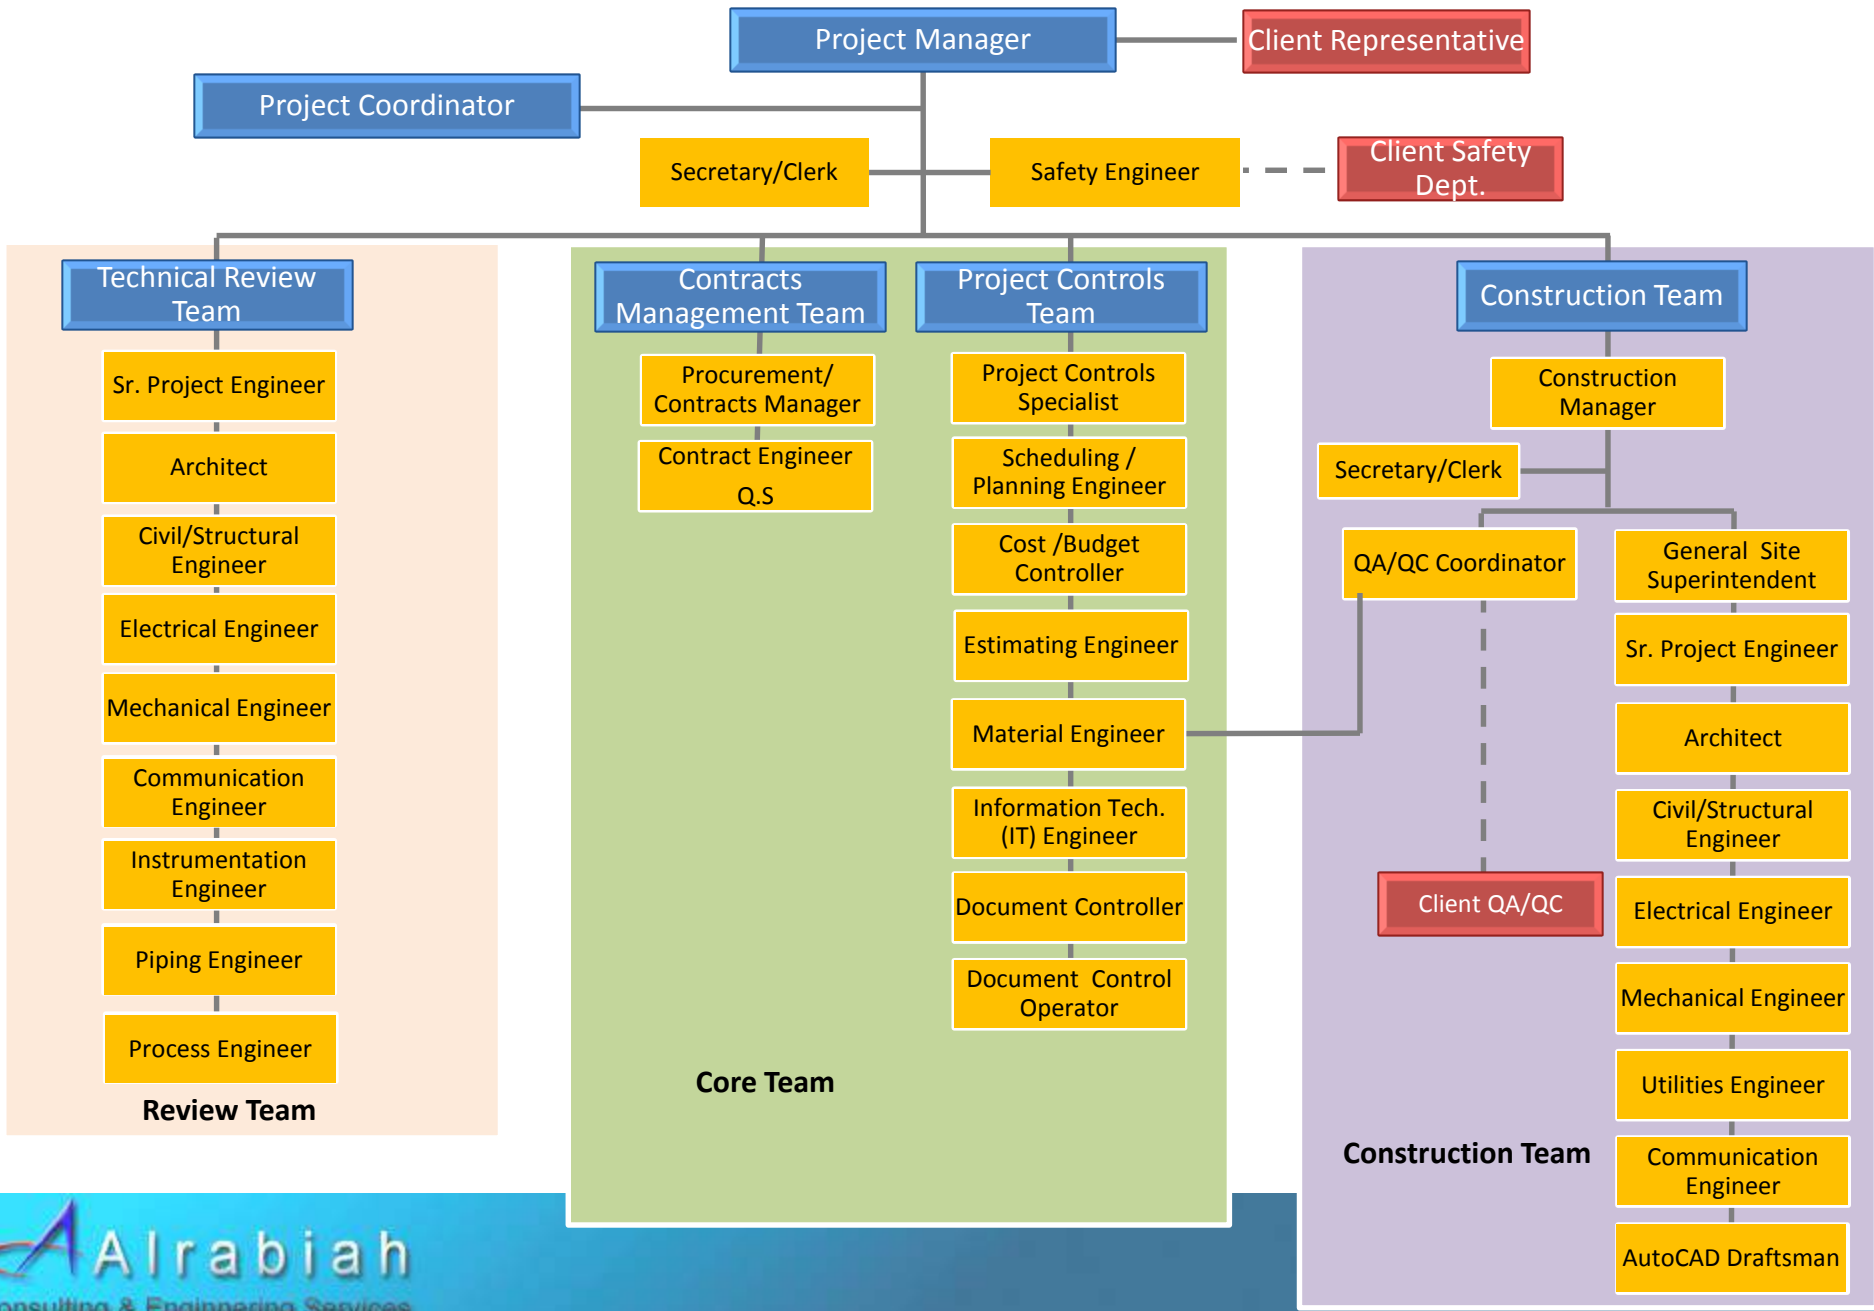 Project Manager
Client Representative
Project Coordinator
Secretary/Clerk
Safety Engineer
Client Safety
Dept.
Technical Review
Team
Sr. Project Engineer
Architect
Civil/Structural
Engineer
Electrical Engineer
Mechanical Engineer
Communication
Engineer
Instrumentation
Engineer
Piping Engineer
Process Engineer
Review Team
Contracts
Management Team
Procurement/
Contracts Manager
Contract Engineer
Q.S
Project Controls
Team
Project Controls
Specialist
Scheduling /
Planning Engineer
Cost /Budget
Controller
Estimating Engineer
Material Engineer
Information Tech.
(IT) Engineer
Document Controller
Document Control
Operator
Core Team
Construction Team
Construction
Manager
Secretary/Clerk
QA/QC Coordinator
Client QA/QC
General Site
Superintendent
Sr. Project Engineer
Architect
Civil/Structural
Engineer
Electrical Engineer
Mechanical Engineer
Utilities Engineer
Communication
Engineer
AutoCAD Draftsman
Construction Team
Alrabiah
onsulting & Enginnering Services